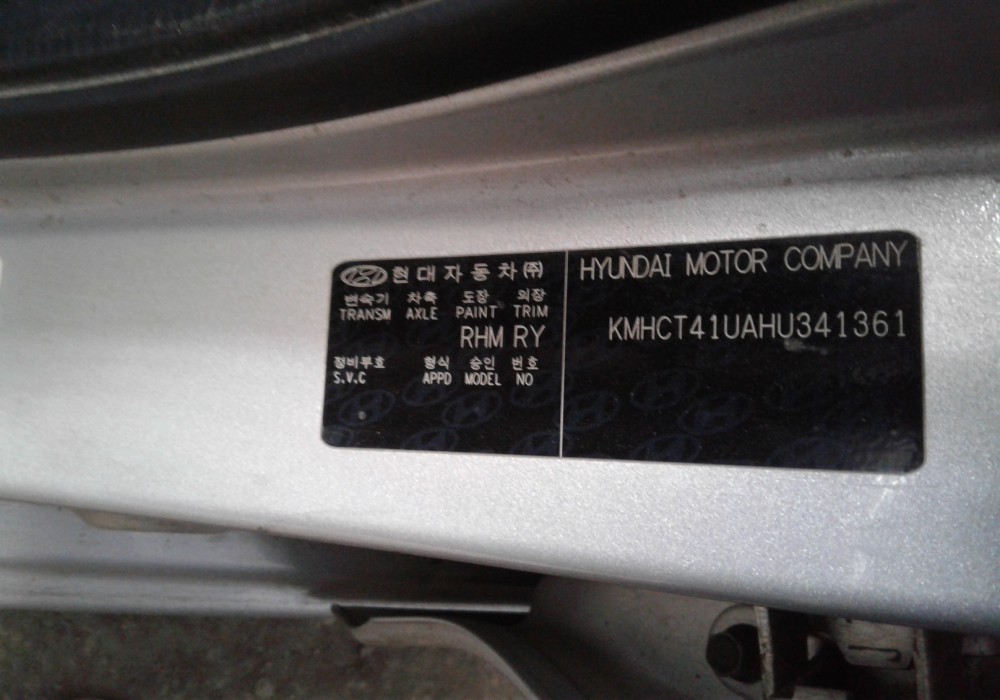 현대자동차㈜
변속기 차축 도장 외장
TRANSM AXLE PAINT TRIM
RHM RY
정비부호 형식 승인 번호
S.V.C APPD MODEL NO
HYUNDAI MOTOR COMPANY
KMHCT41UAHU341361